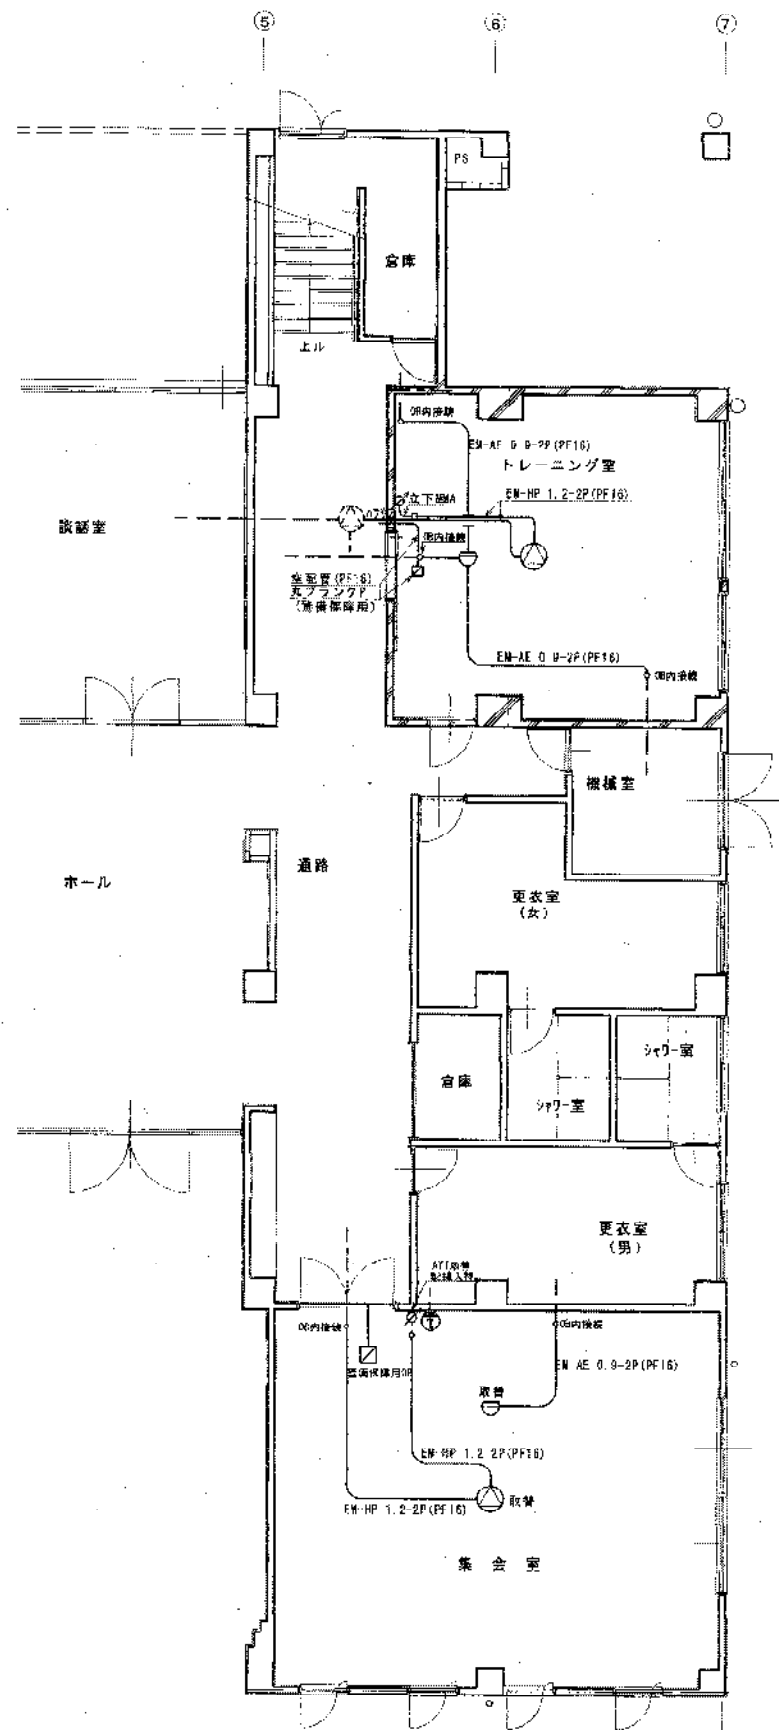 ⑤
⑥
⑦
PS
倉庫
上ル
OB内接続
EM-AE 0.9-2P(PF16)
トレーニング室
EM-HP 1.2-2P(PF16)
談話室
OB内接続
空配管(PF16)
丸ブランクP
(警備保障用)
EM-AE 0.9-2P(PF16)
OB内接続
機械室
通路
ホール
更衣室
(女)
シャワー室
倉庫
シャワー室
更衣室
(男)
ATT取替
OB内接続
OB内接続
警備保障用OB
EM-AE 0.9-2P(PF16)
取替
EM-HP 1.2-2P(PF16)
取替
EM-HP 1.2-2P(PF16)
集会室